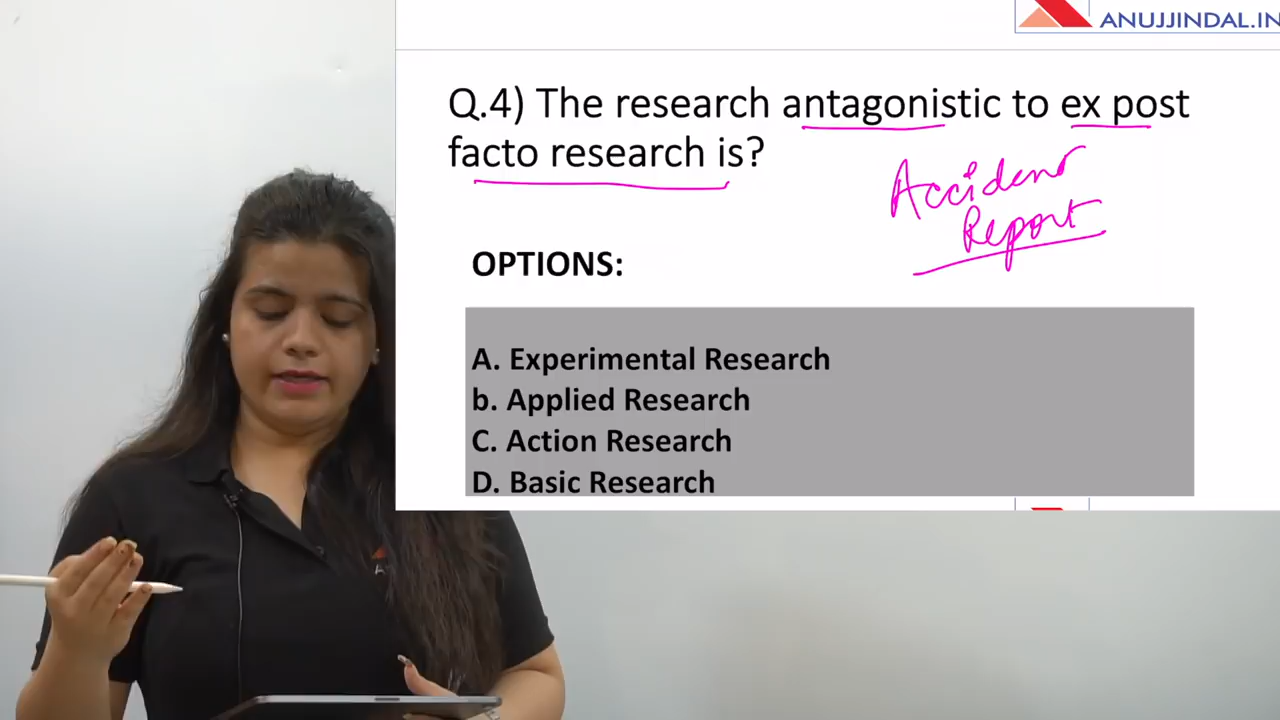 ANUJJINDAL.IN
Q.4) The research antagonistic to ex post
facto research is?
Accident
Report
OPTIONS:
A. Experimental Research
b. Applied Research
C. Action Research
D. Basic Research